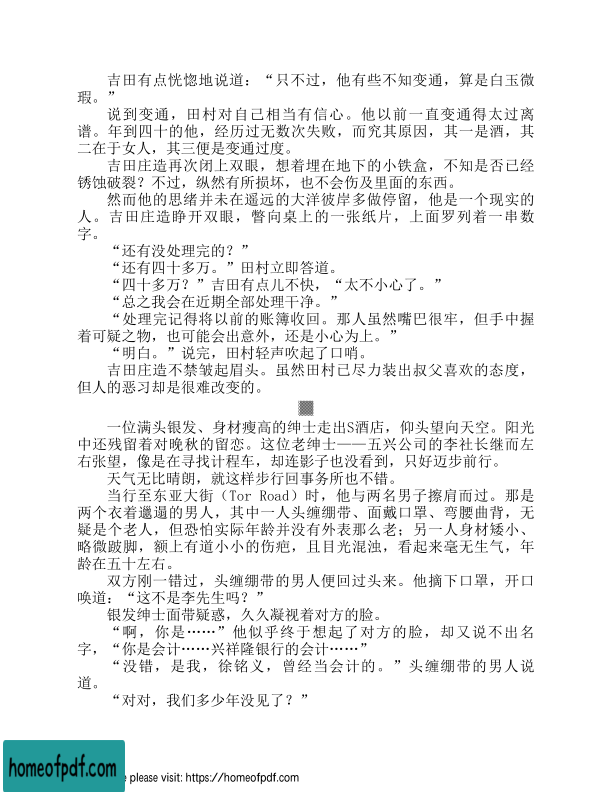 吉田有点恍惚地说道：“只不过，他有些不知变通，算是白玉微
瑕。”
说到变通，田村对自己相当有信心。他以前一直变通得太过离
谱。年到四十的他，经历过无数次失败，而究其原因，其一是酒，其
二在于女人，其三便是变通过度。
吉田庄造再次闭上双眼，想着埋在地下的小铁盒，不知是否已经
锈蚀破裂？不过，纵然有所损坏，也不会伤及里面的东西。
然而他的思绪并未在遥远的大洋彼岸多做停留，他是一个现实的
人。吉田庄造睁开双眼，瞥向桌上的一张纸片，上面罗列着一串数
字。
“还有没处理完的？”
“还有四十多万。”田村立即答道。
“四十多万？”吉田有点儿不快，“太不小心了。”
“总之我会在近期全部处理干净。”
“处理完记得将以前的账簿收回。那人虽然嘴巴很牢，但手中握
着可疑之物，也可能会出意外，还是小心为上。”
“明白。”说完，田村轻声吹起了口哨。
吉田庄造不禁皱起眉头。虽然田村已尽力装出叔父喜欢的态度，
但人的恶习却是很难改变的。
一位满头银发、身材瘦高的绅士走出S酒店，仰头望向天空。阳光
中还残留着对晚秋的留恋。这位老绅士——五兴公司的李社长继而左
右张望，像是在寻找计程车，却连影子也没看到，只好迈步前行。
天气无比晴朗，就这样步行回事务所也不错。
当行至东亚大街（Tor Road）时，他与两名男子擦肩而过。那是
两个衣着邋遢的男人，其中一人头缠绷带、面戴口罩、弯腰曲背，无
疑是个老人，但恐怕实际年龄并没有外表那么老；另一人身材矮小、
略微跛脚，额上有道小小的伤疤，且目光混浊，看起来毫无生气，年
龄在五十左右。
双方刚一错过，头缠绷带的男人便回过头来。他摘下口罩，开口
唤道：“这不是李先生吗？”
银发绅士面带疑惑，久久凝视着对方的脸。
“啊，你是……”他似乎终于想起了对方的脸，却又说不出名
字，“你是会计……兴祥隆银行的会计……”
“没错，是我，徐铭义，曾经当会计的。”头缠绷带的男人说
道。
“对对，我们多少年没见了？”
homeofpdf.com
e please visit: https://homeofpdf.com